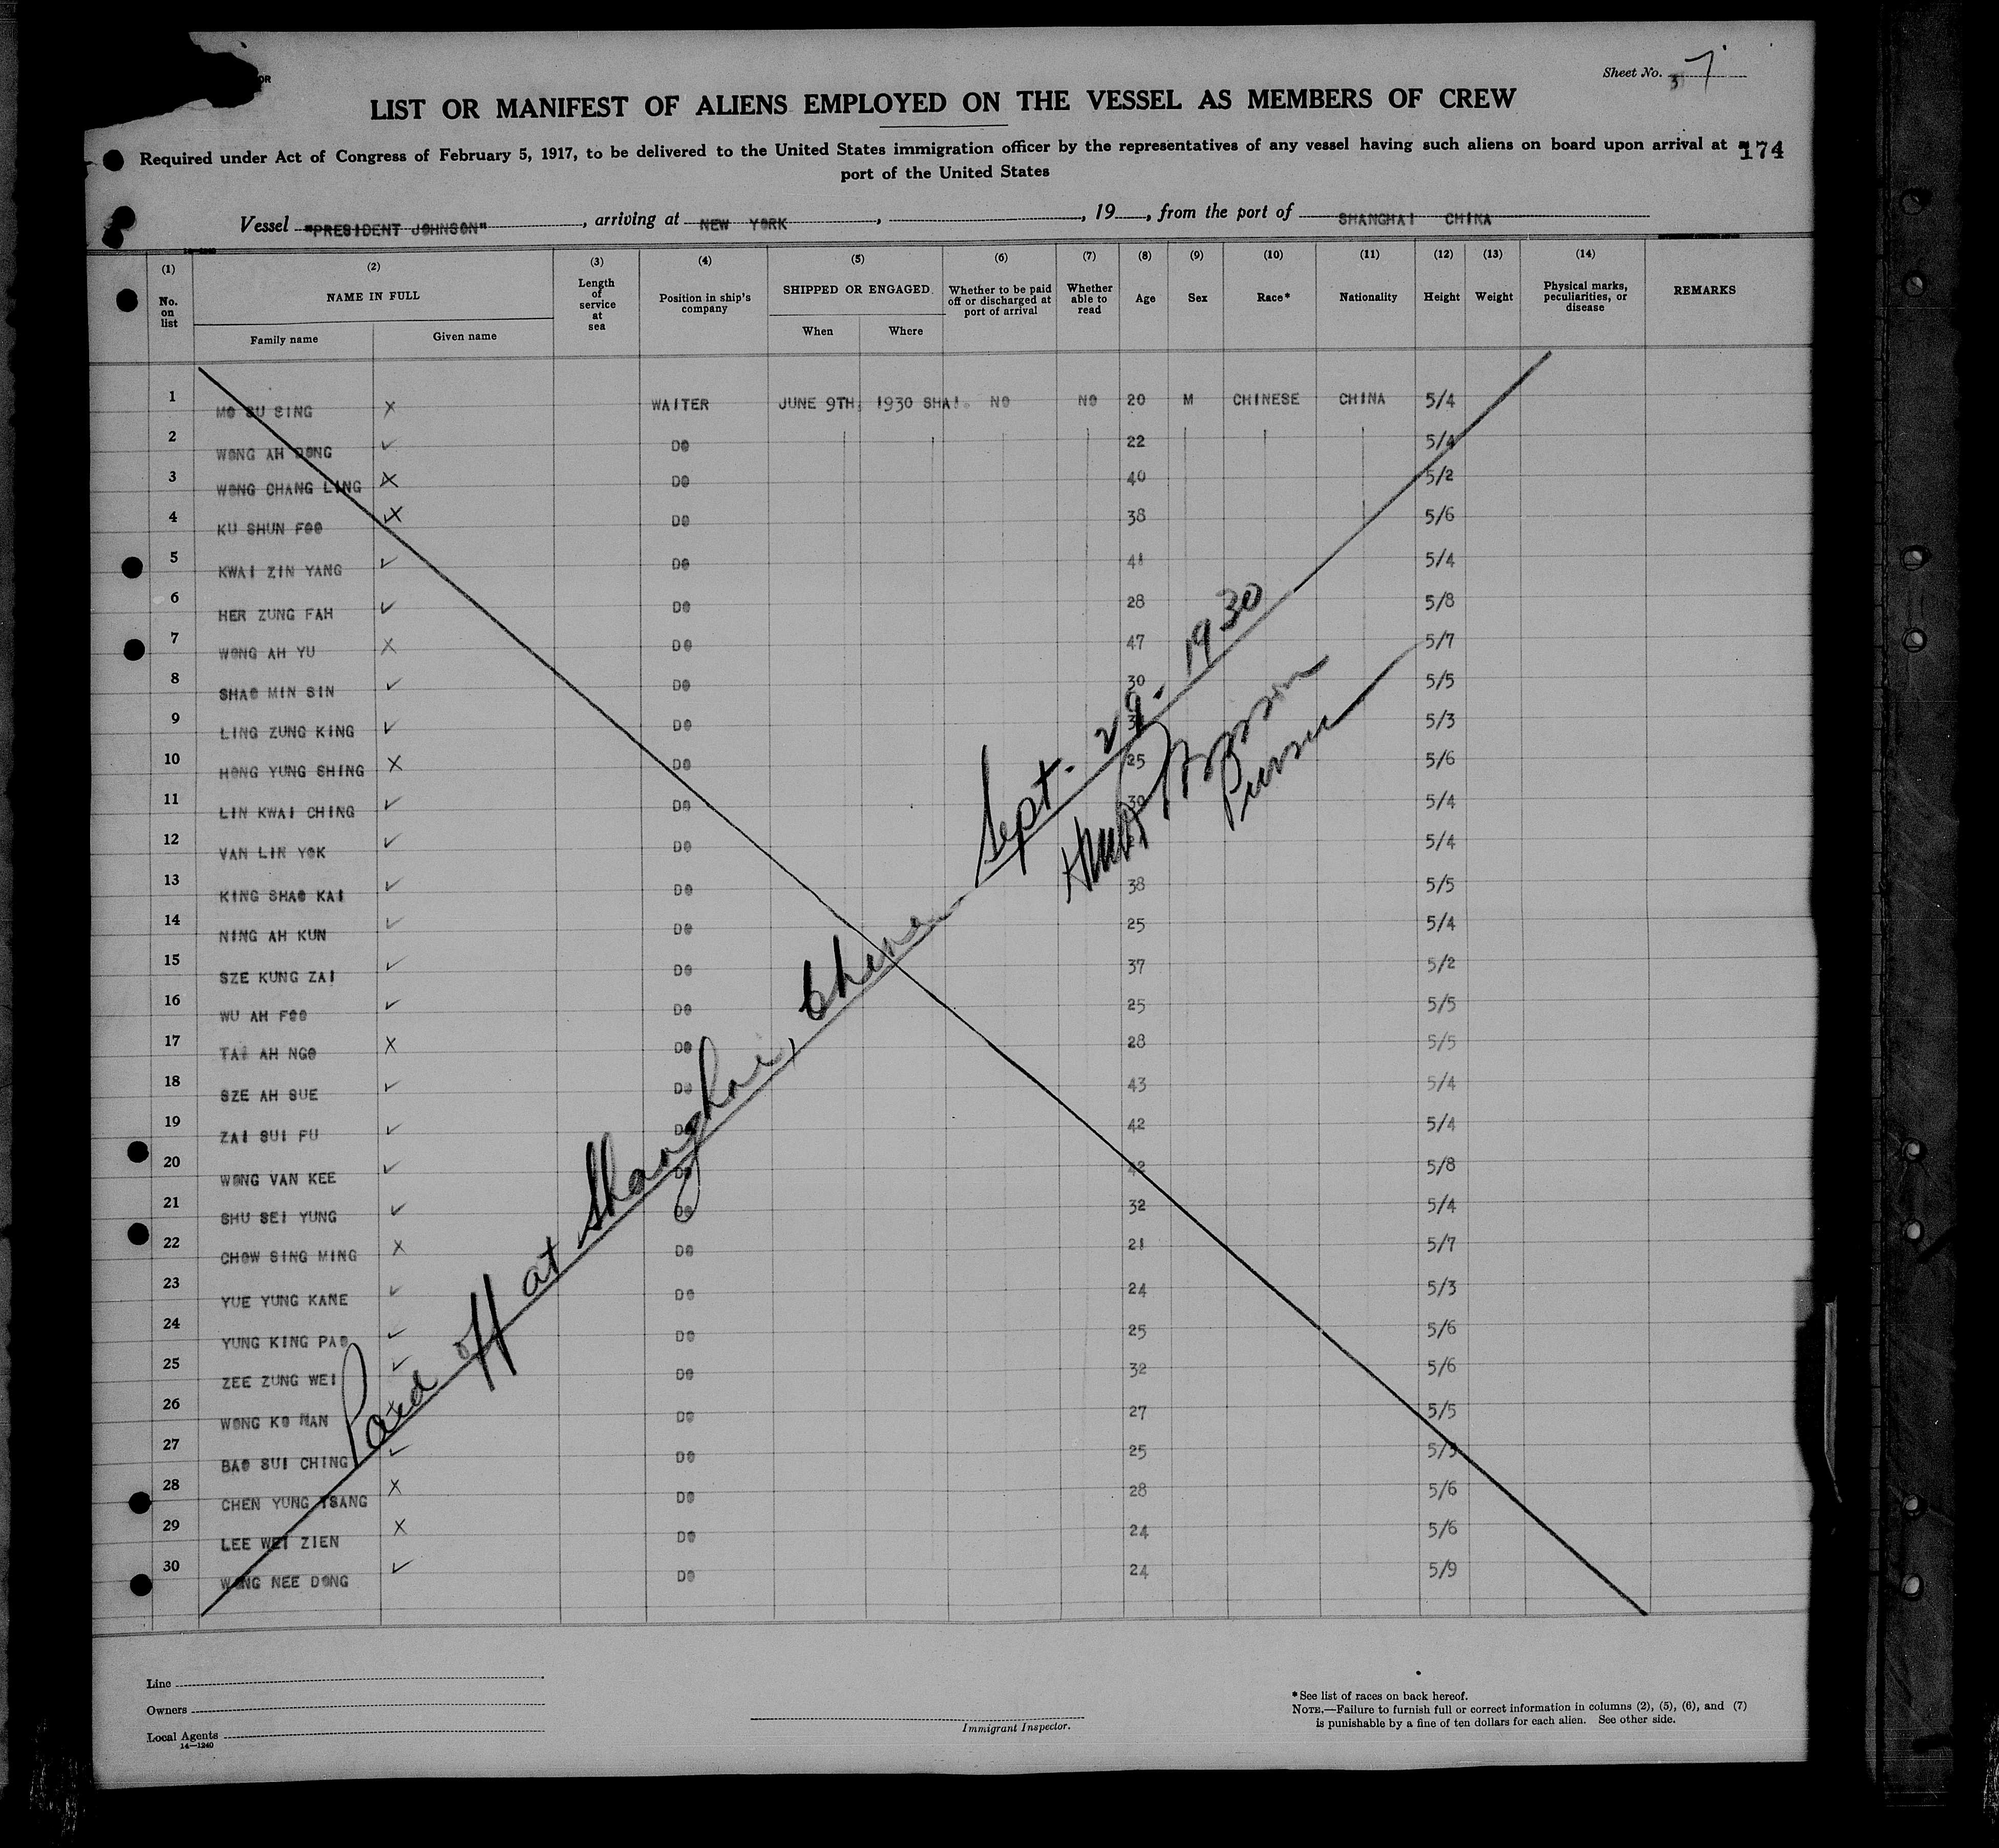 OR
Sheet No. 3 7
LIST OR MANIFEST OF ALIENS EMPLOYED ON THE VESSEL AS MEMBERS OF CREW
Required under Act of Congress of February 5, 1917, to be delivered to the United States immigration officer by the representatives of any vessel having such aliens on board upon arrival at
174
port of the United States
Vessel "PRESIDENT JOHNSON", arriving at NEW YORK, , 19 , from the port of SHANGHAI CHINA
(1) (2) (3) (4) (5) (6) (7) (8) (9) (10) (11) (12) (13) (14)
No. on list NAME IN FULL Family name Given name Length of service at sea Position in ship's company SHIPPED OR ENGAGED When Where Whether to be paid off or discharged at port of arrival Whether able to read Age Sex Race* Nationality Height Weight Physical marks, peculiarities, or disease REMARKS
1 MO SU SING X WAITER JUNE 9TH, 1930 SHAI. NO NO 20 M CHINESE CHINA 5/4
2 WONG AH DONG ✓ DO 22 5/4
3 WONG CHANG LING X DO 40 5/2
4 KU SHUN FOO X DO 38 5/6
5 KWAI ZIN YANG ✓ DO 41 5/4
6 HER ZUNG FAH ✓ DO 28 5/8
7 WONG AH YU X DO 47 5/7
8 SHAO MIN SIN ✓ DO 30 5/5
9 LING ZUNG KING ✓ DO 5/3
10 HONG YUNG SHING X DO 25 5/6
11 LIN KWAI CHING ✓ DO 30 5/4
12 VAN LIN YOK ✓ DO 5/4
13 KING SHAO KAI ✓ DO 38 5/5
14 NING AH KUN ✓ DO 25 5/4
15 SZE KUNG ZAI ✓ DO 37 5/2
16 WU AH FOO ✓ DO 25 5/5
17 TAI AH NGO X DO 28 5/5
18 SZE AH SUE ✓ DO 43 5/4
19 ZAI SUI FU ✓ DO 42 5/4
20 WONG VAN KEE ✓ DO 42 5/8
21 SHU SEI YUNG ✓ DO 32 5/4
22 CHOW SING MING X DO 21 5/7
23 YUE YUNG KANE ✓ DO 24 5/3
24 YUNG KING PAO ✓ DO 25 5/6
25 ZEE ZUNG WEI ✓ DO 32 5/6
26 WONG KO NAN DO 27 5/5
27 BAO SUI CHING ✓ DO 25 5/3
28 CHEN YUNG TSANG X DO 28 5/6
29 LEE WEI ZIEN X DO 24 5/6
30 WONG NEE DONG ✓ DO 24 5/9
Paid off at Shanghai, China Sept. 29. 1930
Purser
Line
Owners
Local Agents
14—1240
Immigrant Inspector.
*See list of races on back hereof.
NOTE.—Failure to furnish full or correct information in columns (2), (5), (6), and (7)
is punishable by a fine of ten dollars for each alien. See other side.